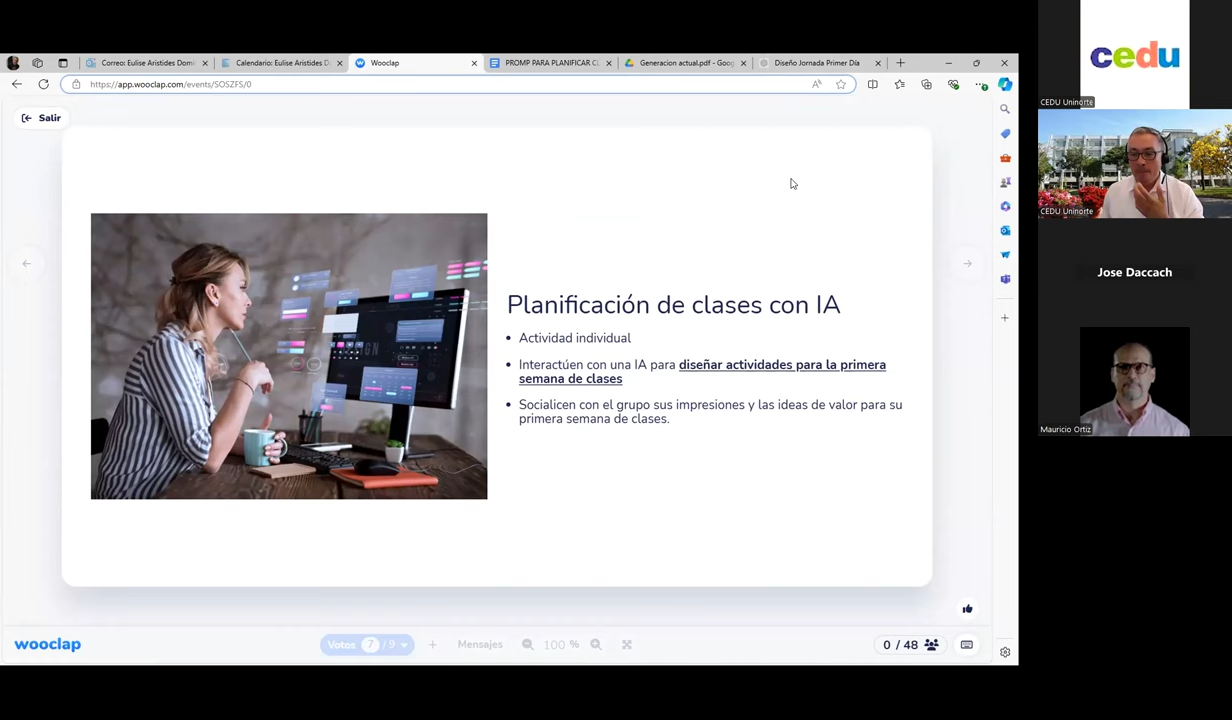 Correo: Eulise Aristides Domi
Calendario: Eulise Aristides D
Wooclap
PROMP PARA PLANIFICAR CL
Generacion actual.pdf - Goog
Diseño Jornada Primer Día
https://app.wooclap.com/events/SOSZFS/0
Salir
Planificación de clases con IA
• Actividad individual
• Interactúen con una IA para diseñar actividades para la primera
semana de clases
• Socialicen con el grupo sus impresiones y las ideas de valor para su
primera semana de clases.
wooclap
Votos 7 / 9
Mensajes
100 %
0 / 48
cedu
CEDU Uninorte
CEDU Uninorte
Jose Daccach
Mauricio Ortiz